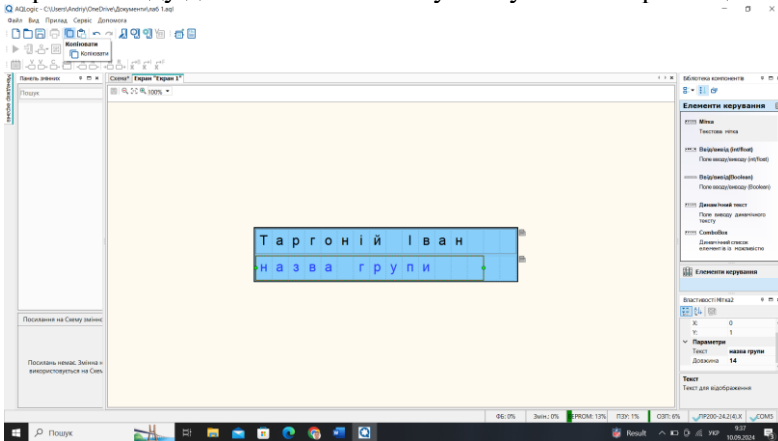 AQLogic - C:\Users\Andriy\OneDrive\Документи\лаб 1.aql
Файл Вид Прилад Сервіс Допомога
Копіювати
Копіювати
Панель змінних
Схема* Екран "Екран 1"
Бібліотека компонентів
Пошук
100%
Елементи керування
Мітка
Текстова мітка
Ввід/вивід (int/float)
Поле вводу/виводу (int/float)
Ввід/вивід(Boolean)
Поле вводу/виводу (Boolean)
Динамічний текст
Поле виводу динамічного тексту
ComboBox
Динамічний список
елементів із можливістю
Таргоній Іван
назва групи
Елементи керування
Властивості Мітка2
X: 0
Y: 1
Параметри
Текст назва групи
Довжина 14
Посилання на Схему змінної
Посилань немає. Змінна н
використовується на Схем
Текст
Текст для відображення
ФБ: 0% Змін.: 0% EPROM: 13% ПЗУ: 1% ОЗП: 6% ПР200-24.2(4).X COM5
Пошук
Result
УКР
9:37
10.09.2024